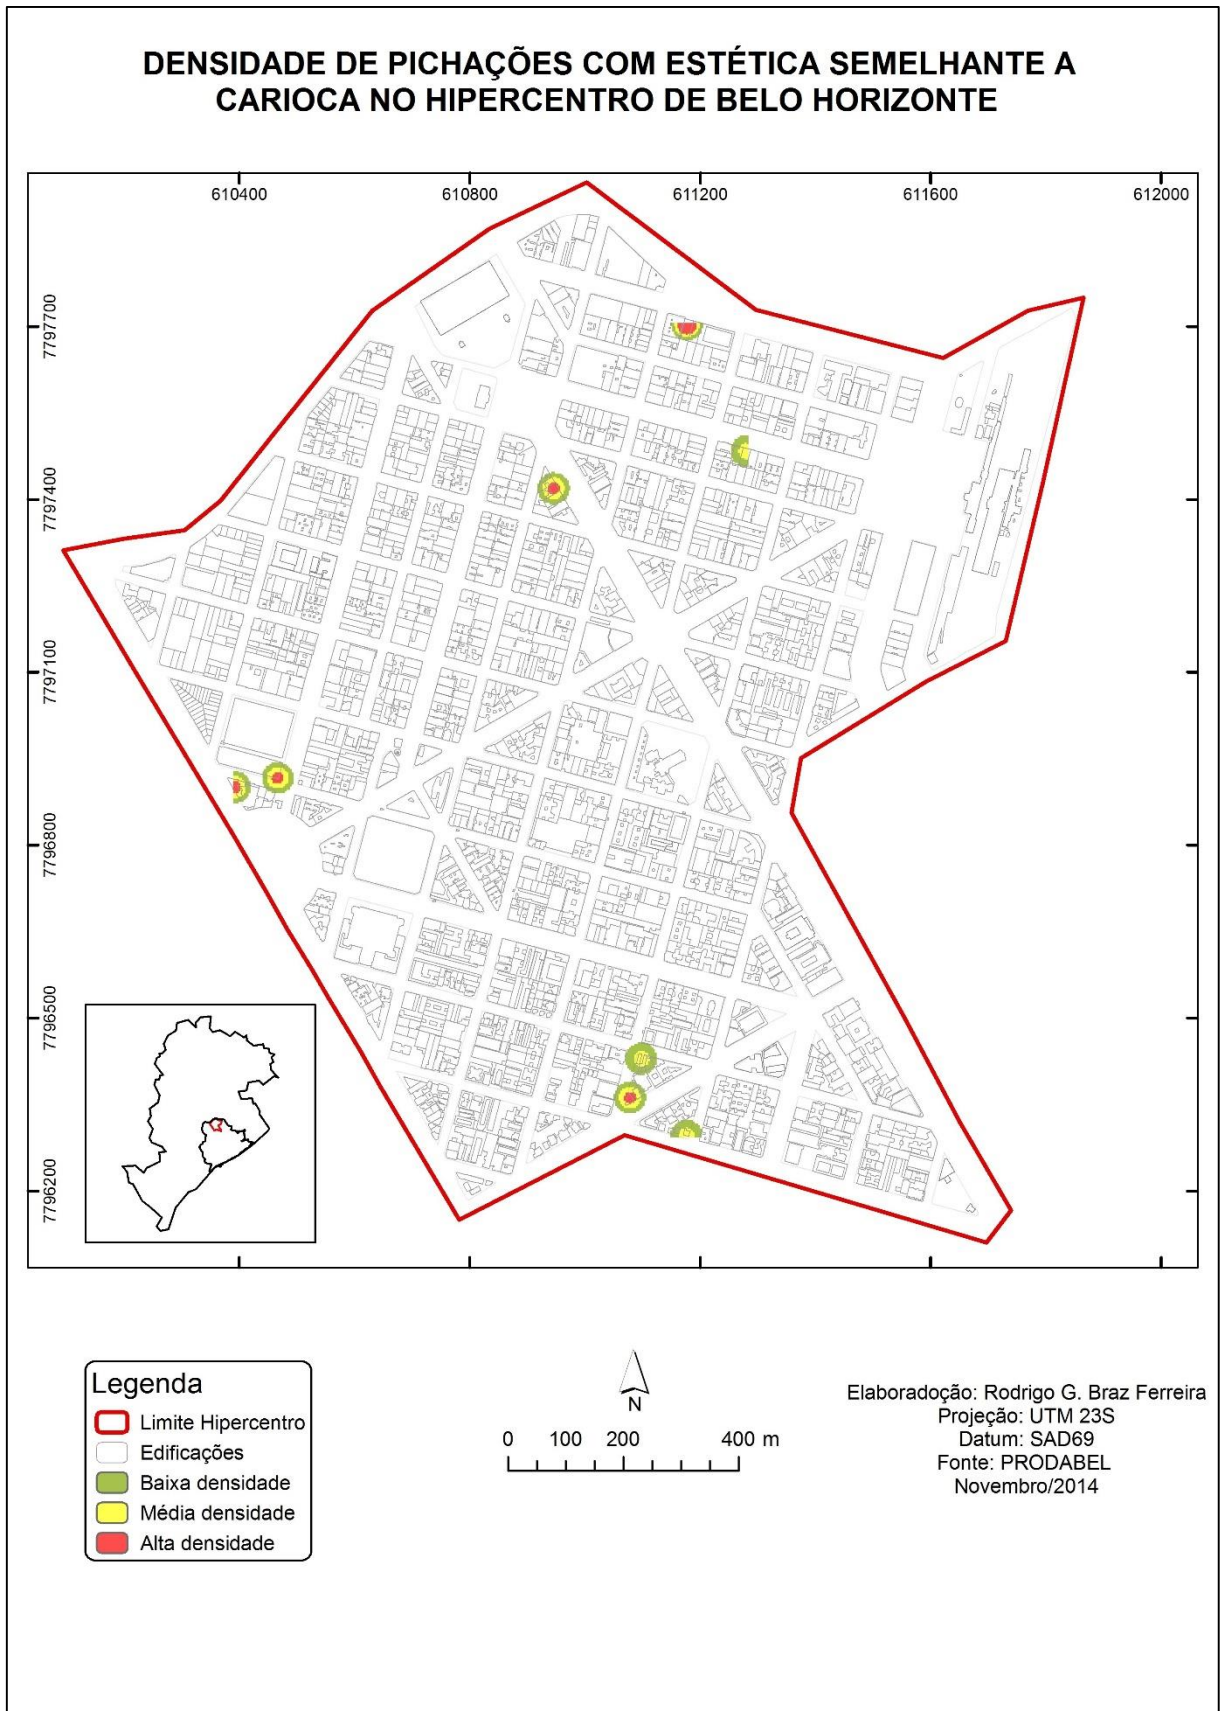 DENSIDADE DE PICHAÇÕES COM ESTÉTICA SEMELHANTE A
CARIOCA NO HIPERCENTRO DE BELO HORIZONTE
610400
610800
611200
611600
612000
7797700
7797400
7797100
7796800
7796500
7796200
Legenda
Limite Hipercentro
Edificações
Baixa densidade
Média densidade
Alta densidade
N
0 100 200 400 m
Elaboradoção: Rodrigo G. Braz Ferreira
Projeção: UTM 23S
Datum: SAD69
Fonte: PRODABEL
Novembro/2014